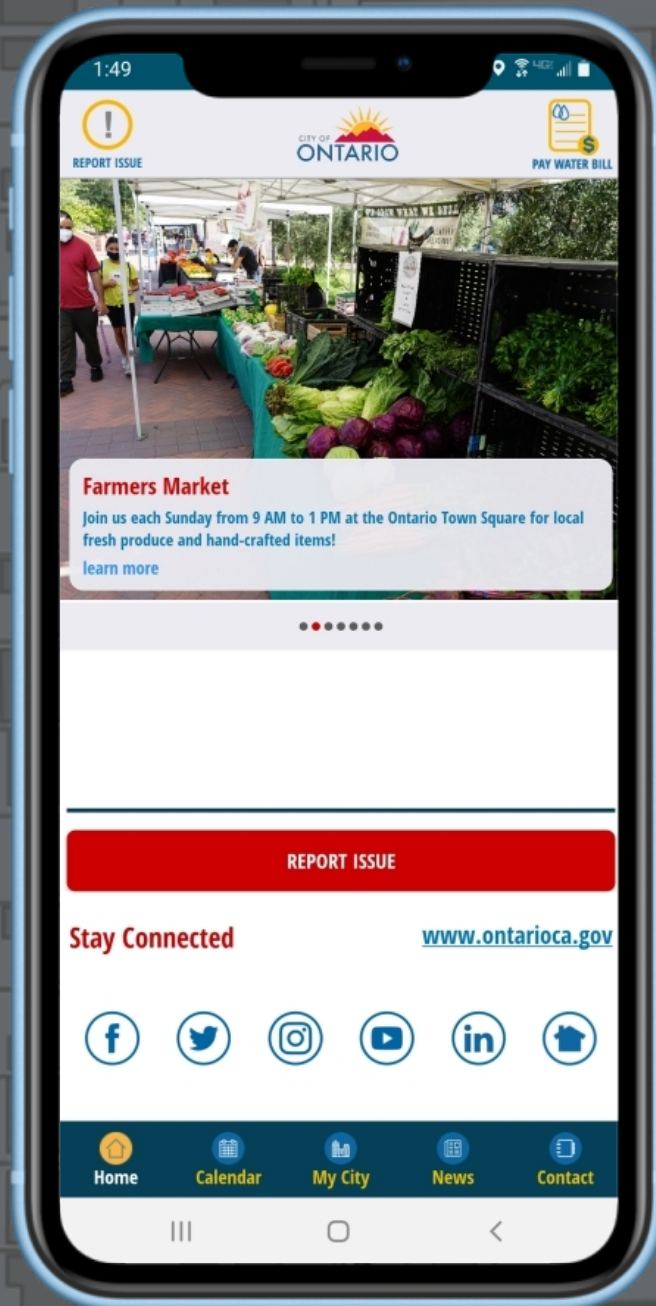 1:49
4GE
REPORT ISSUE
CITY OF
ONTARIO
$
PAY WATER BILL
Farmers Market
Join us each Sunday from 9 AM to 1 PM at the Ontario Town Square for local
fresh produce and hand-crafted items!
learn more
REPORT ISSUE
Stay Connected
www.ontarioca.gov
f
in
Home
Calendar
My City
News
Contact